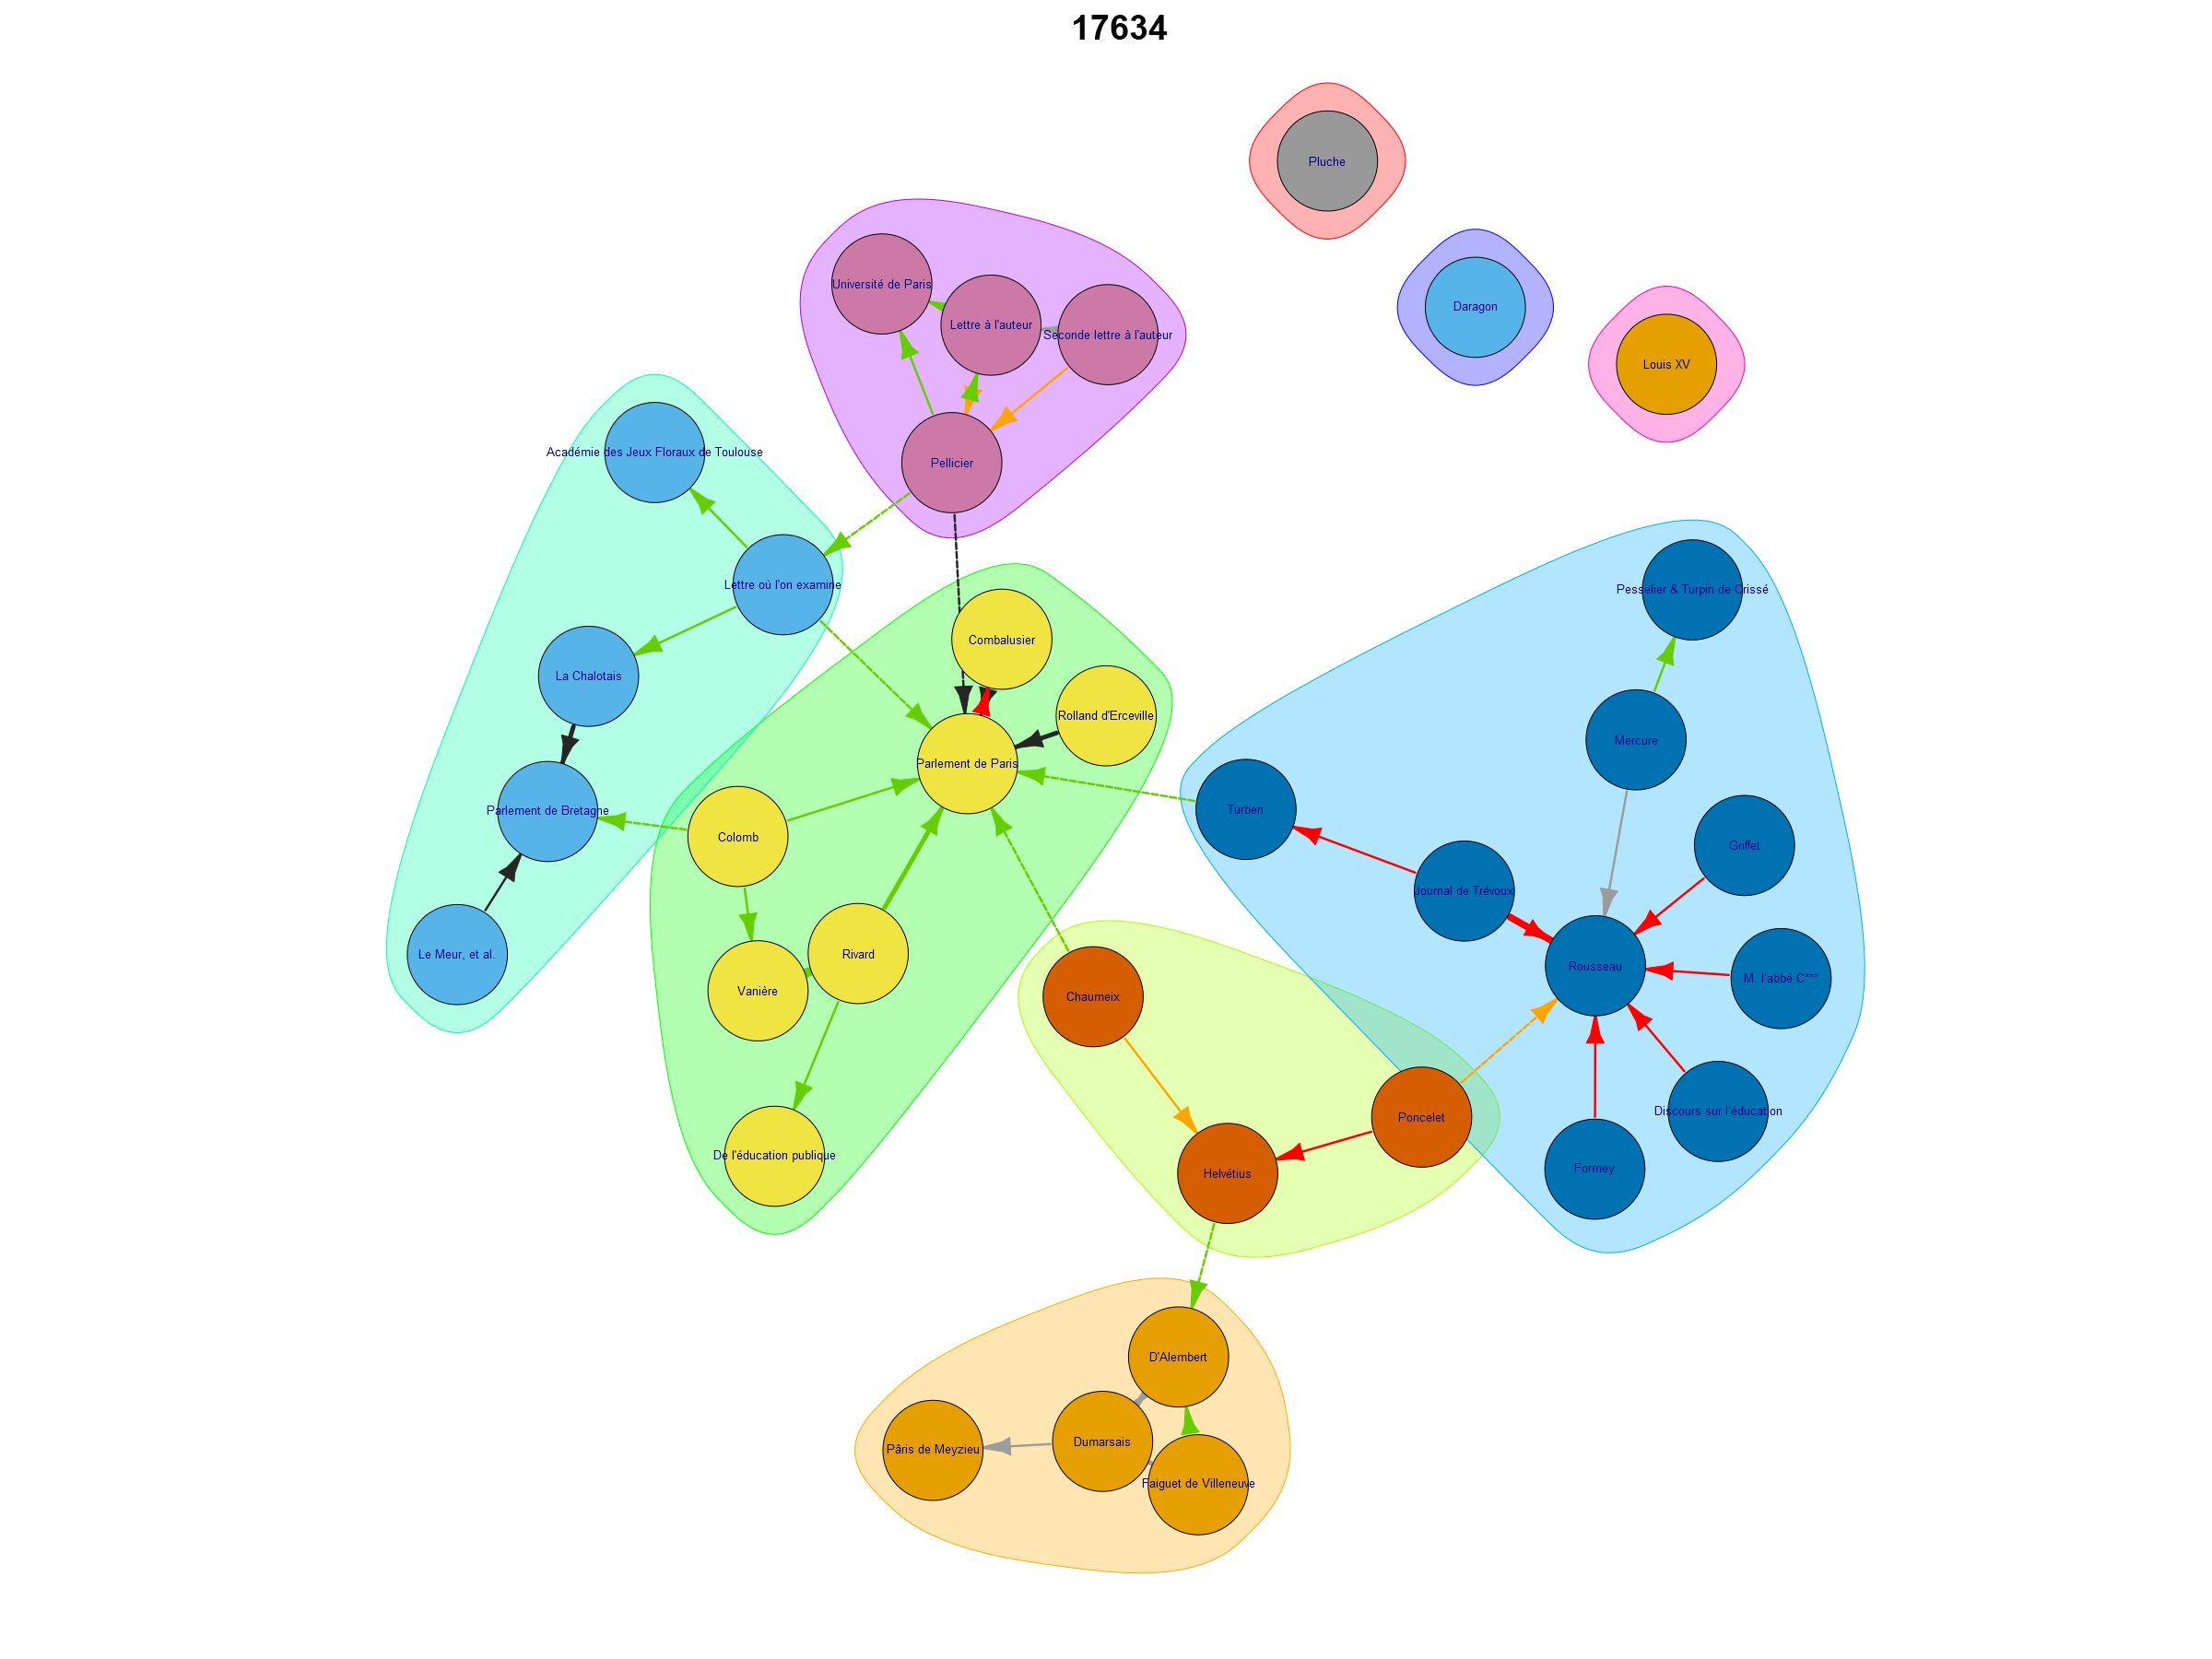 17634
Pluche
Université de Paris
Daragon
Lettre à l'auteur
Seconde lettre à l'auteur
Louis XV
Académie des Jeux Floraux de Toulouse
Pellicier
Lettre où l'on examine
Pesselier & Turpin de Crissé
Combalusier
La Chalotais
Rolland d'Erceville
Mercure
Parlement de Paris
Parlement de Bretagne
Turben
Colomb
Griffet
Journal de Trévoux
Le Meur, et al.
Rivard
Rousseau
M. l'abbé C***
Vanière
Chaumeix
Discours sur l'éducation
Poncelet
De l'éducation publique
Formey
Helvétius
D'Alembert
Dumarsais
Pâris de Meyzieu
Faiguet de Villeneuve